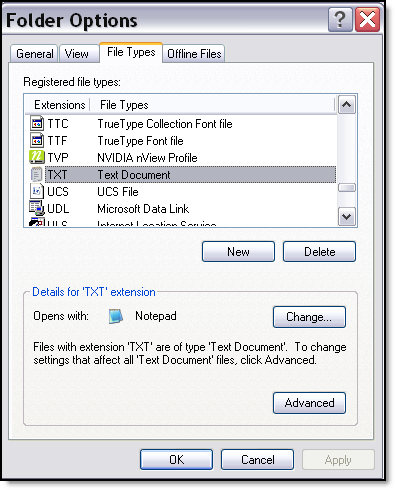 Folder Options
General View File Types Offline Files
Registered file types:
Extensions File Types
TTC TrueType Collection Font file
TTF TrueType Font file
TVP NVIDIA nView Profile
TXT Text Document
UCS UCS File
UDL Microsoft Data Link
ULS Internet Location Service
New Delete
Details for 'TXT' extension
Opens with: Notepad Change...
Files with extension 'TXT' are of type 'Text Document'. To change
settings that affect all 'Text Document' files, click Advanced.
Advanced
OK Cancel Apply